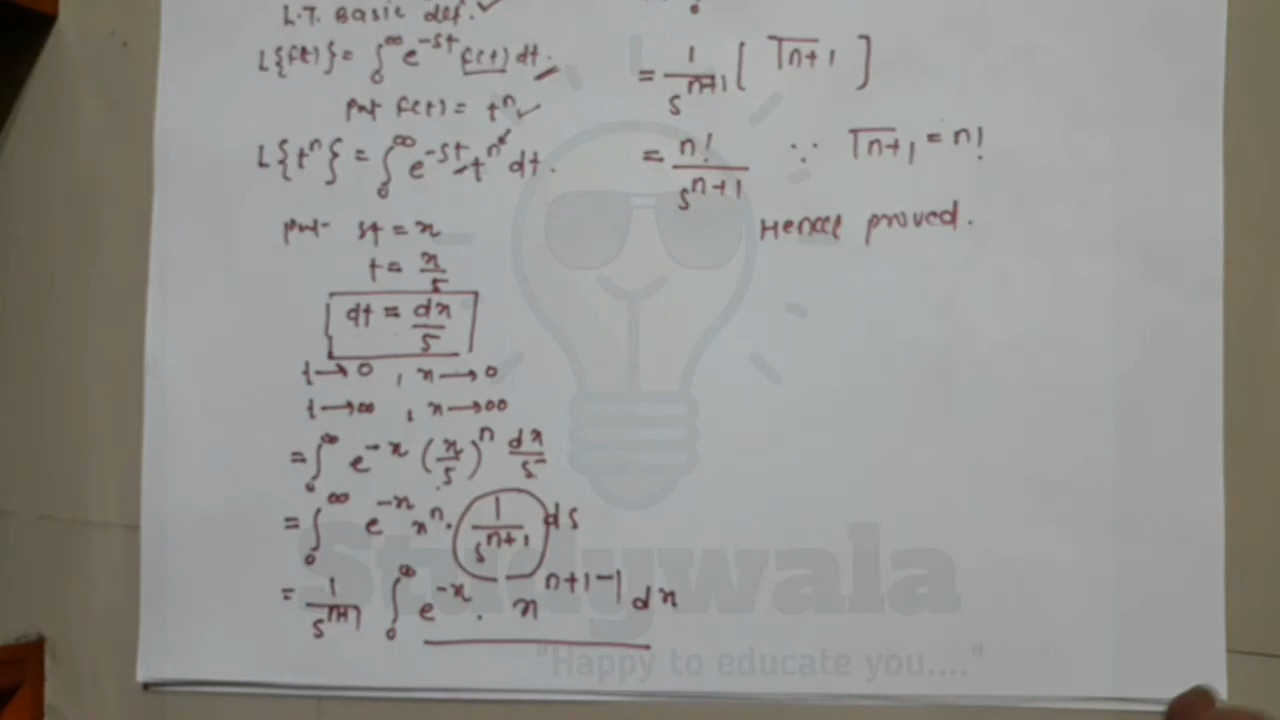 L.T. Basic def.
L{f(t)} = ∫₀^∞ e^-st f(t) dt.
put f(t) = t^n
L{t^n} = ∫₀^∞ e^-st t^n dt.
put st = x
t = x/s
dt = dx/s
t→0 , x→0
t→∞ , x→∞
= ∫₀^∞ e^-x (x/s)^n dx/s
= ∫₀^∞ e^-x x^n · 1/s^n+1 ds
= 1/s^n+1 ∫₀^∞ e^-x · x^n+1-1 dx
= 1/s^n+1 [ Γn+1 ]
= n!/s^n+1 ∵ Γn+1 = n!
Hence proved.
Studywala
"Happy to educate you...."